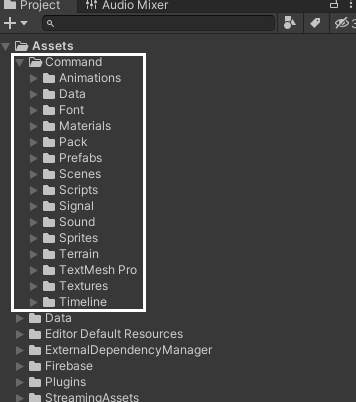 Project
Audio Mixer
3
Assets
Command
Animations
Data
Font
Materials
Pack
Prefabs
Scenes
Scripts
Signal
Sound
Sprites
Terrain
TextMesh Pro
Textures
Timeline
Data
Editor Default Resources
ExternalDependencyManager
Firebase
Plugins
StreamingAssets